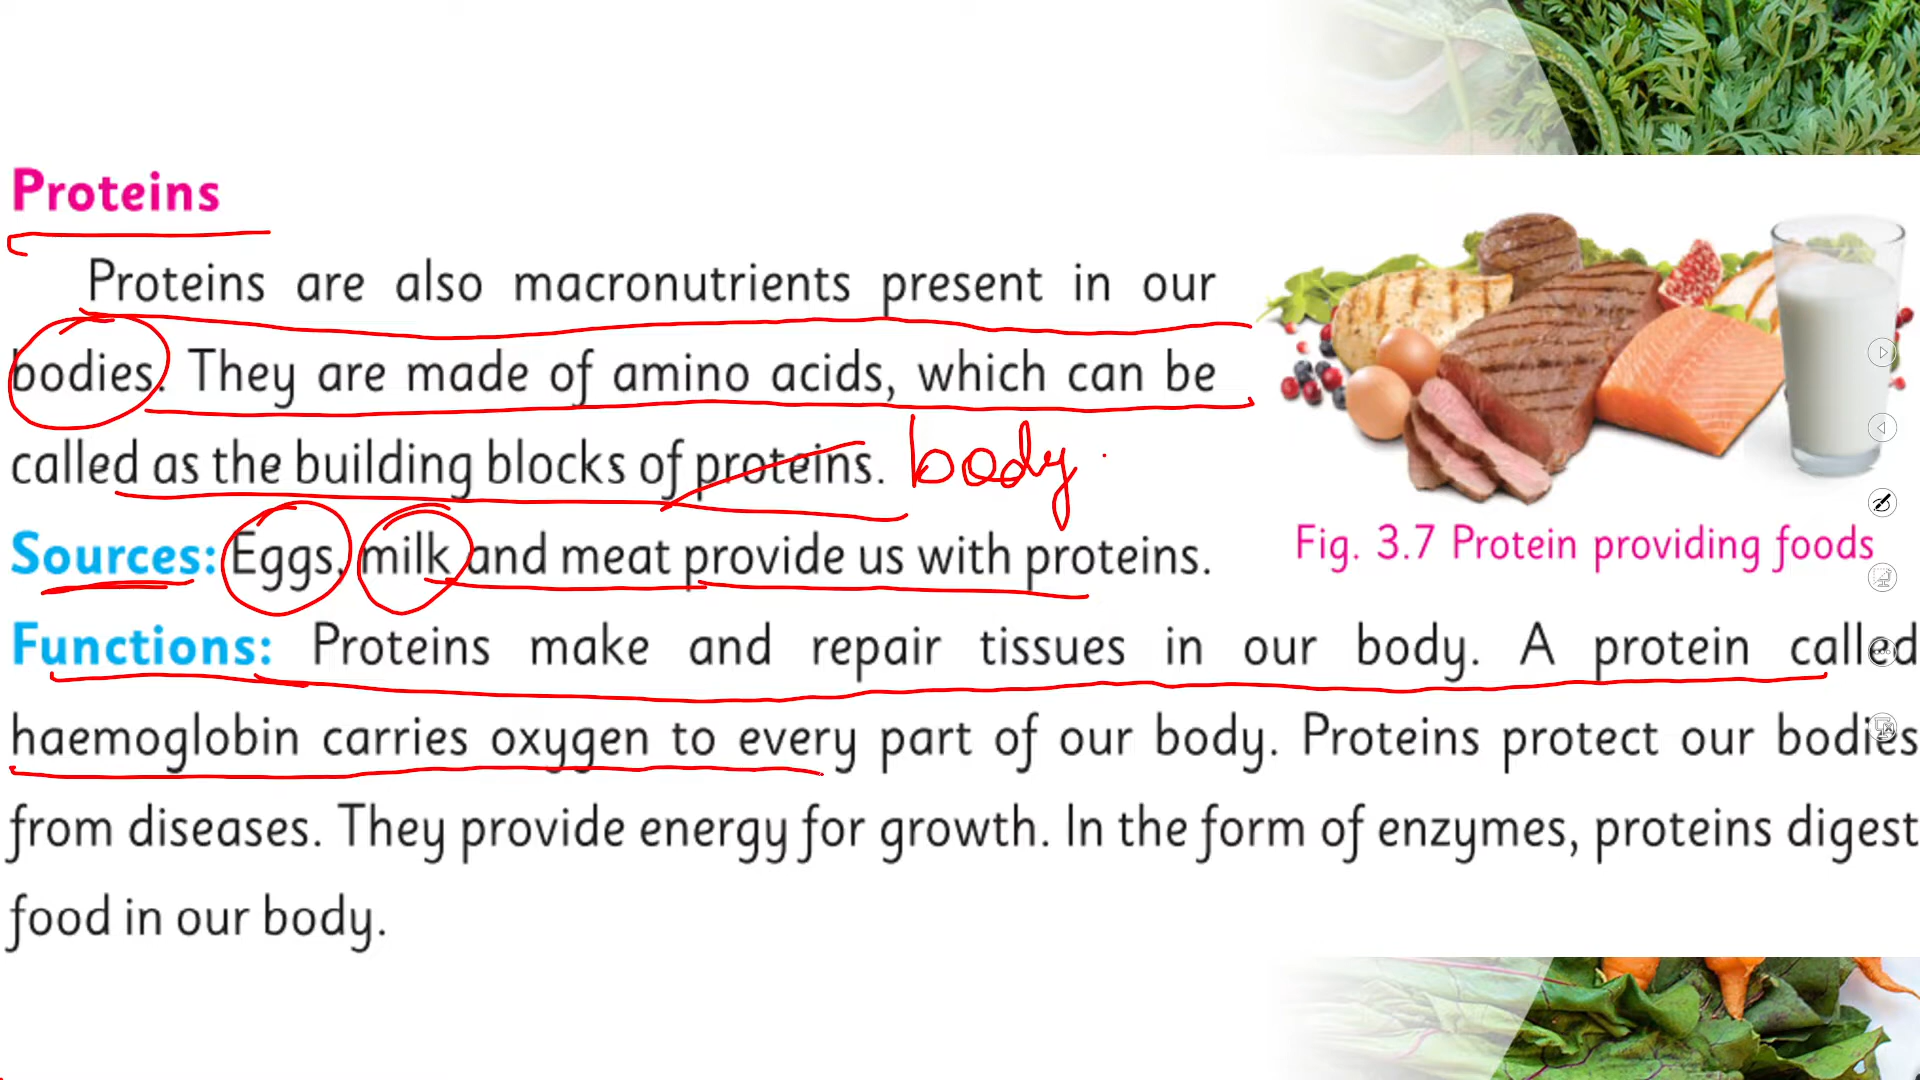 Proteins
Proteins are also macronutrients present in our
bodies. They are made of amino acids, which can be
called as the building blocks of proteins. body
Sources: Eggs, milk and meat provide us with proteins.
Fig. 3.7 Protein providing foods
Functions: Proteins make and repair tissues in our body. A protein called
haemoglobin carries oxygen to every part of our body. Proteins protect our bodies
from diseases. They provide energy for growth. In the form of enzymes, proteins digest
food in our body.